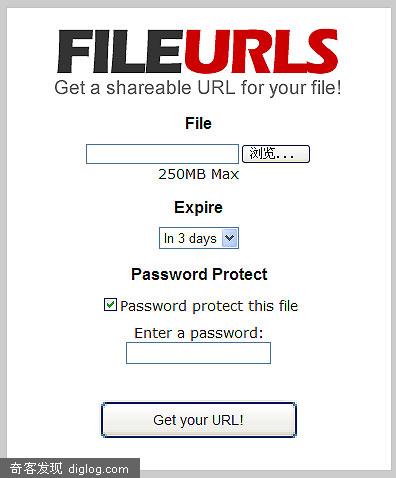 FILEURLS
Get a shareable URL for your file!
File
浏览...
250MB Max
Expire
In 3 days
Password Protect
Password protect this file
Enter a password:
Get your URL!
奇客发现 diglog.com